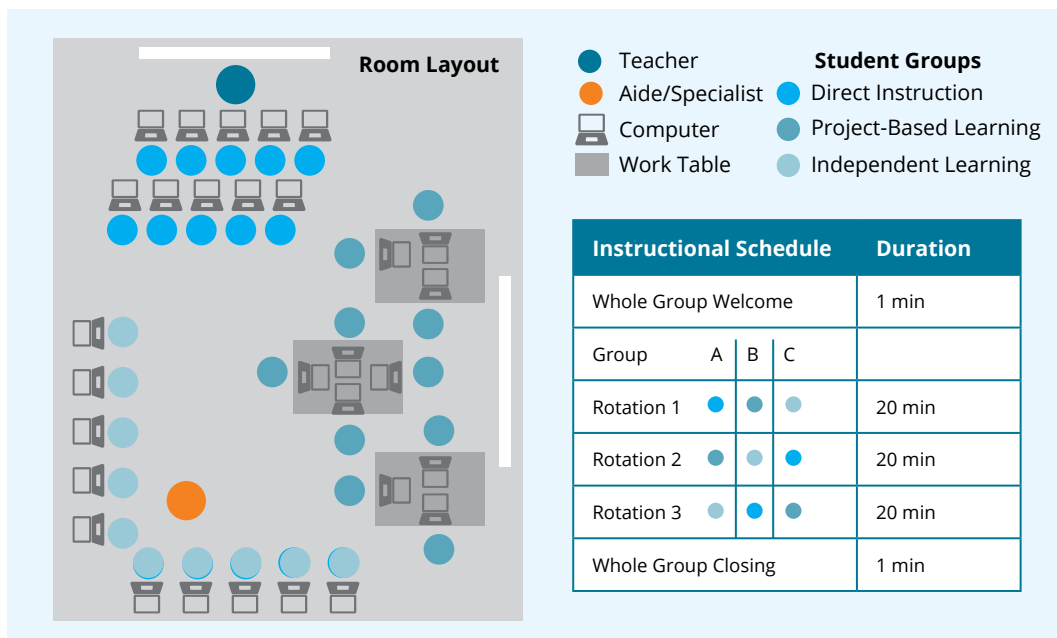 Room Layout
Teacher
Aide/Specialist
Computer
Work Table
Student Groups
Direct Instruction
Project-Based Learning
Independent Learning
Instructional Schedule Duration
Whole Group Welcome 1 min
Group A B C
Rotation 1 20 min
Rotation 2 20 min
Rotation 3 20 min
Whole Group Closing 1 min